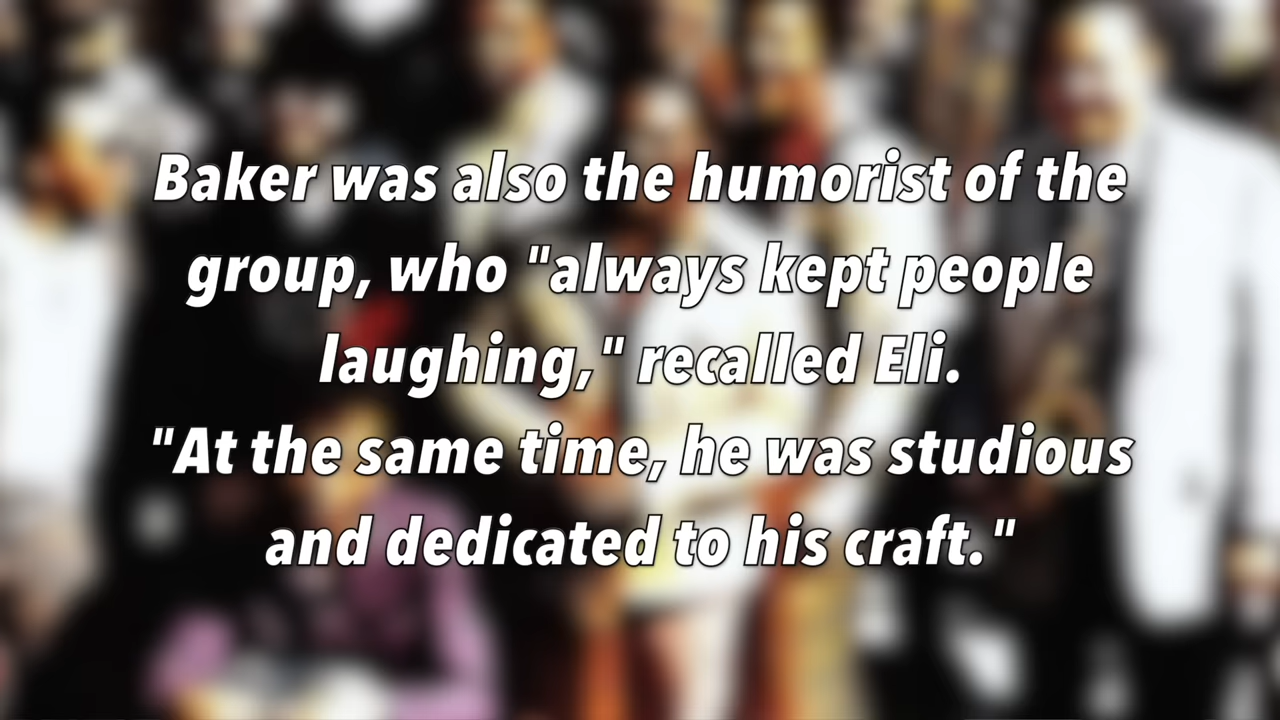 Baker was also the humorist of the
group, who "always kept people
laughing," recalled Eli.
"At the same time, he was studious
and dedicated to his craft."